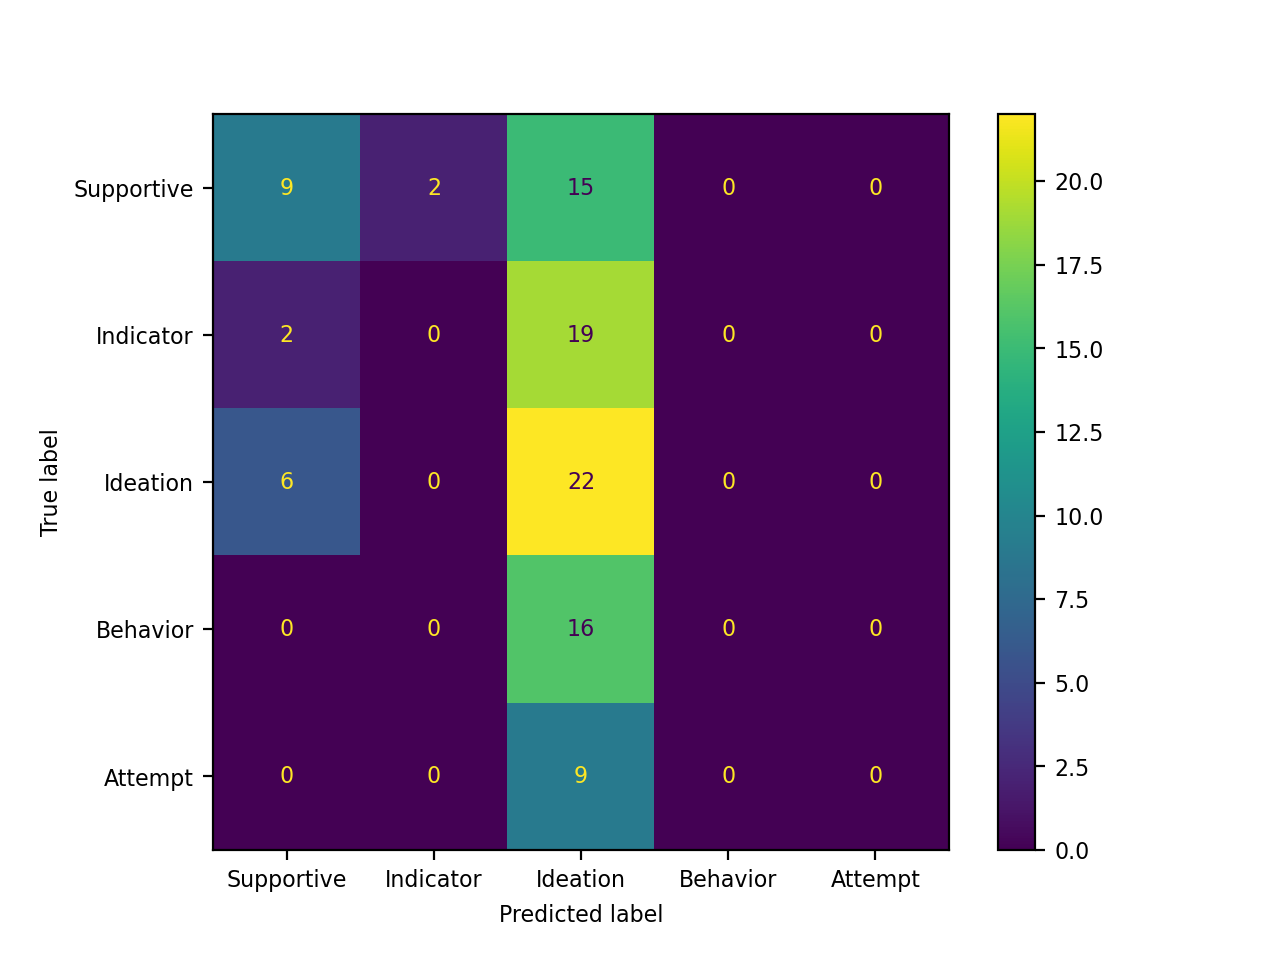 Supportive 9 2 15 0 0
Indicator 2 0 19 0 0
Ideation 6 0 22 0 0
Behavior 0 0 16 0 0
Attempt 0 0 9 0 0
Supportive Indicator Ideation Behavior Attempt
Predicted label
True label
20.0
17.5
15.0
12.5
10.0
7.5
5.0
2.5
0.0